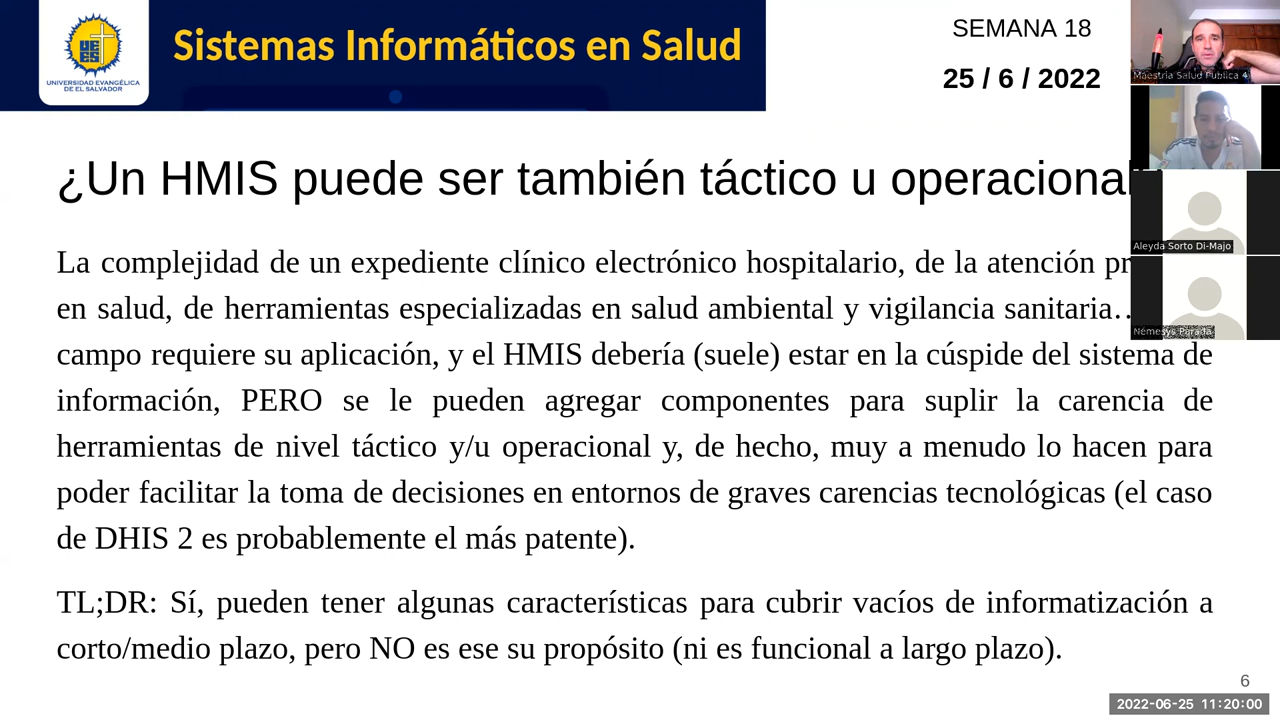 UNIVERSIDAD EVANGÉLICA
DE EL SALVADOR
Sistemas Informáticos en Salud
SEMANA 18
25 / 6 / 2022
¿Un HMIS puede ser también táctico u operacional
La complejidad de un expediente clínico electrónico hospitalario, de la atención
en salud, de herramientas especializadas en salud ambiental y vigilancia sanitaria…
campo requiere su aplicación, y el HMIS debería (suele) estar en la cúspide del sistema de
información, PERO se le pueden agregar componentes para suplir la carencia de
herramientas de nivel táctico y/u operacional y, de hecho, muy a menudo lo hacen para
poder facilitar la toma de decisiones en entornos de graves carencias tecnológicas (el caso
de DHIS 2 es probablemente el más patente).
TL;DR: Sí, pueden tener algunas características para cubrir vacíos de informatización a
corto/medio plazo, pero NO es ese su propósito (ni es funcional a largo plazo).
6
Maestría Salud Publica 4
Aleyda Sorto Di-Majo
Némesys Parada
2022-06-25 11:20:00